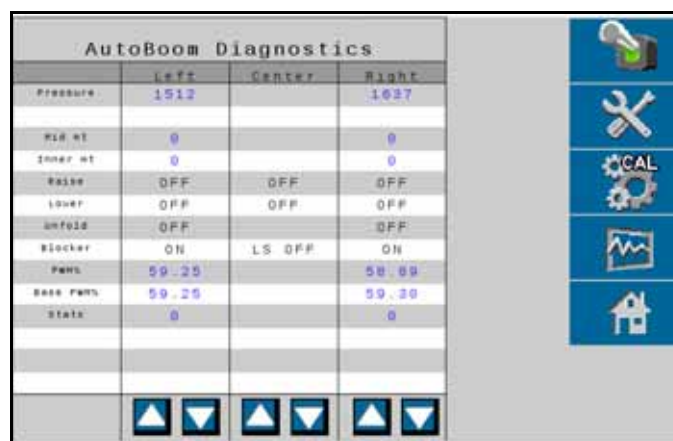 AutoBoom Diagnostics
Left Center Right
Pressure 1512 1637
Mid Ht 0 0
Inner Ht 0 0
Raise OFF OFF OFF
Lower OFF OFF OFF
Unfold OFF OFF
Blocker ON LS OFF ON
PWM% 59.25 58.89
Base PWM% 59.25 59.30
State 0 0
CAL